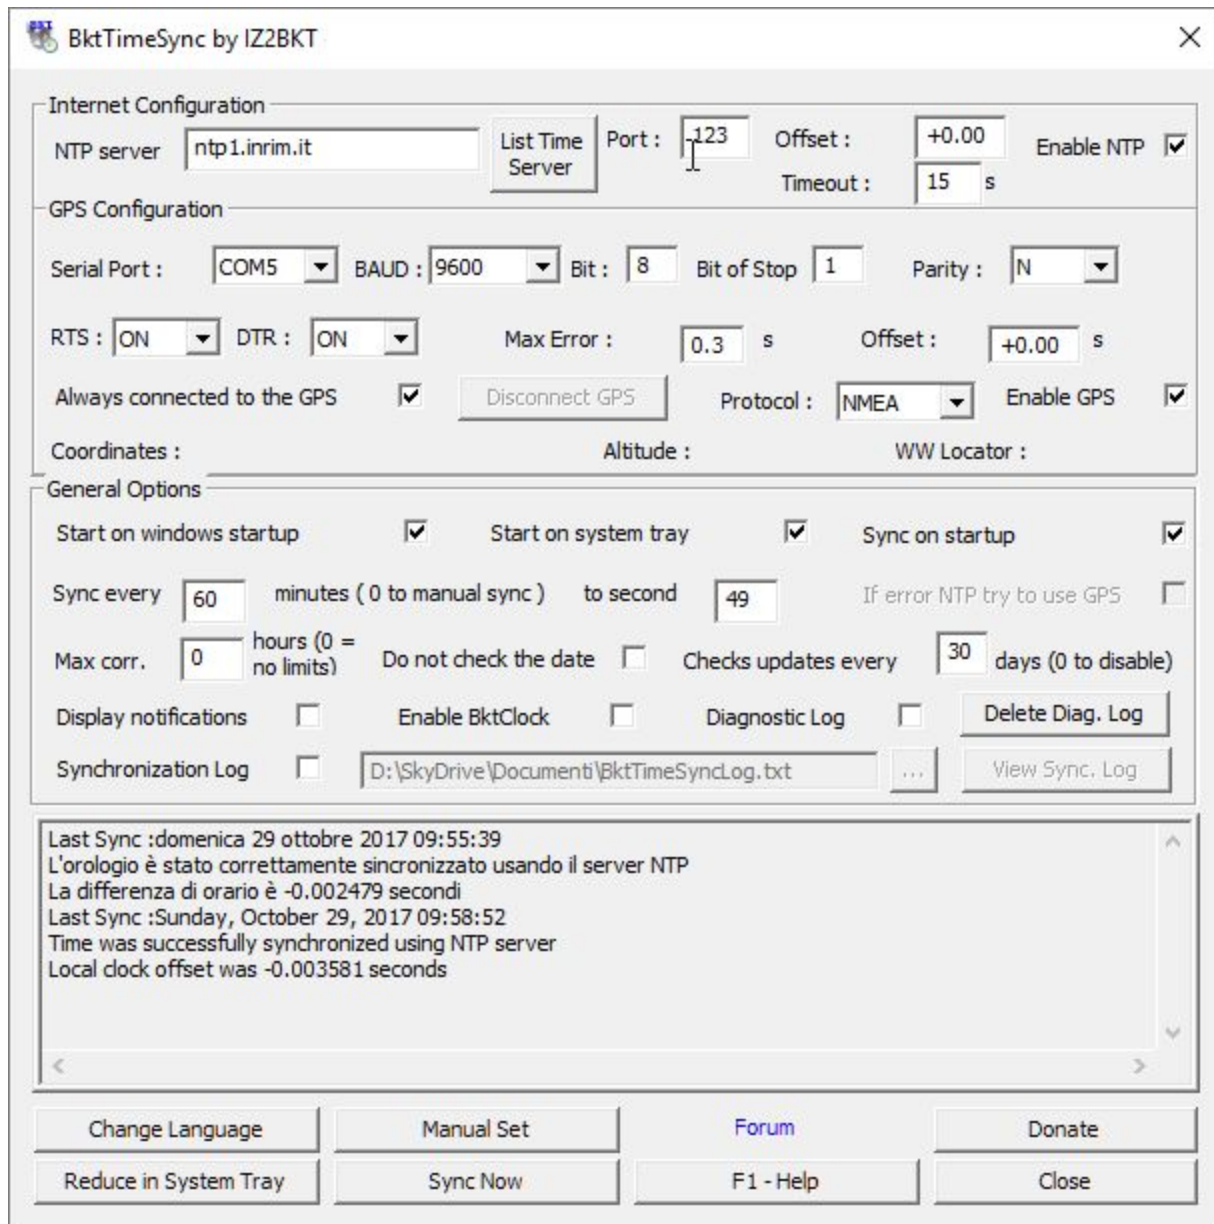 BktTimeSync by IZ2BKT
Internet Configuration
NTP server ntp1.inrim.it List Time Server Port : 123 Offset : +0.00 Enable NTP
Timeout : 15 s
GPS Configuration
Serial Port : COM5 BAUD : 9600 Bit : 8 Bit of Stop 1 Parity : N
RTS : ON DTR : ON Max Error : 0.3 s Offset : +0.00 s
Always connected to the GPS Disconnect GPS Protocol : NMEA Enable GPS
Coordinates : Altitude : WW Locator :
General Options
Start on windows startup Start on system tray Sync on startup
Sync every 60 minutes ( 0 to manual sync ) to second 49 If error NTP try to use GPS
Max corr. 0 hours (0 = no limits) Do not check the date Checks updates every 30 days (0 to disable)
Display notifications Enable BktClock Diagnostic Log Delete Diag. Log
Synchronization Log D:\SkyDrive\Documenti\BktTimeSyncLog.txt ... View Sync. Log
Last Sync :domenica 29 ottobre 2017 09:55:39
L'orologio è stato correttamente sincronizzato usando il server NTP
La differenza di orario è -0.002479 secondi
Last Sync :Sunday, October 29, 2017 09:58:52
Time was successfully synchronized using NTP server
Local clock offset was -0.003581 seconds
Change Language Manual Set Forum Donate
Reduce in System Tray Sync Now F1 - Help Close